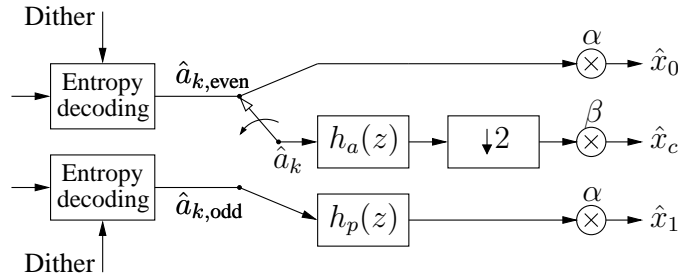 Dither
Entropy decoding
â_{k,even}
α
x̂_0
h_a(z)
↓2
β
x̂_c
â_k
Entropy decoding
â_{k,odd}
h_p(z)
α
x̂_1
Dither